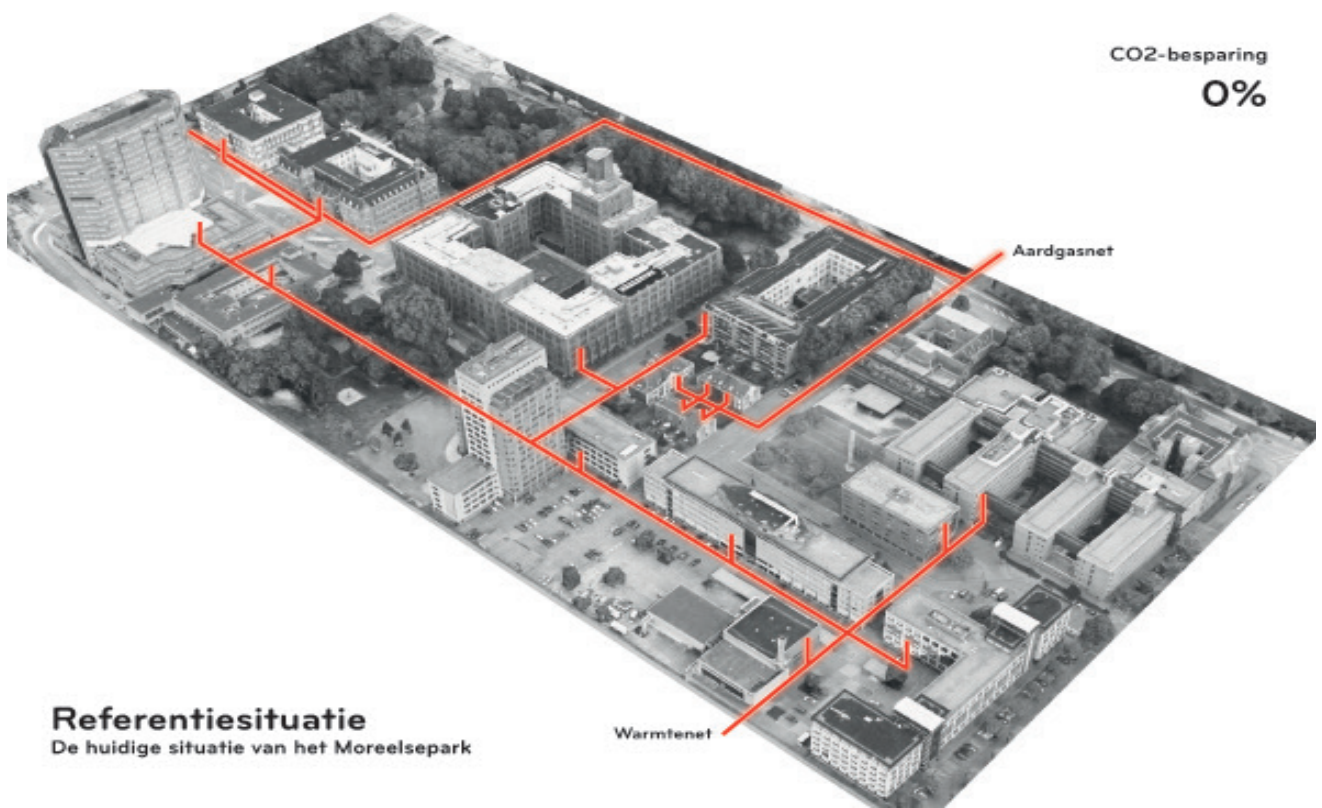 CO2-besparing
0%
Aardgasnet
Warmtenet
Referentiesituatie
De huidige situatie van het Moreelsepark